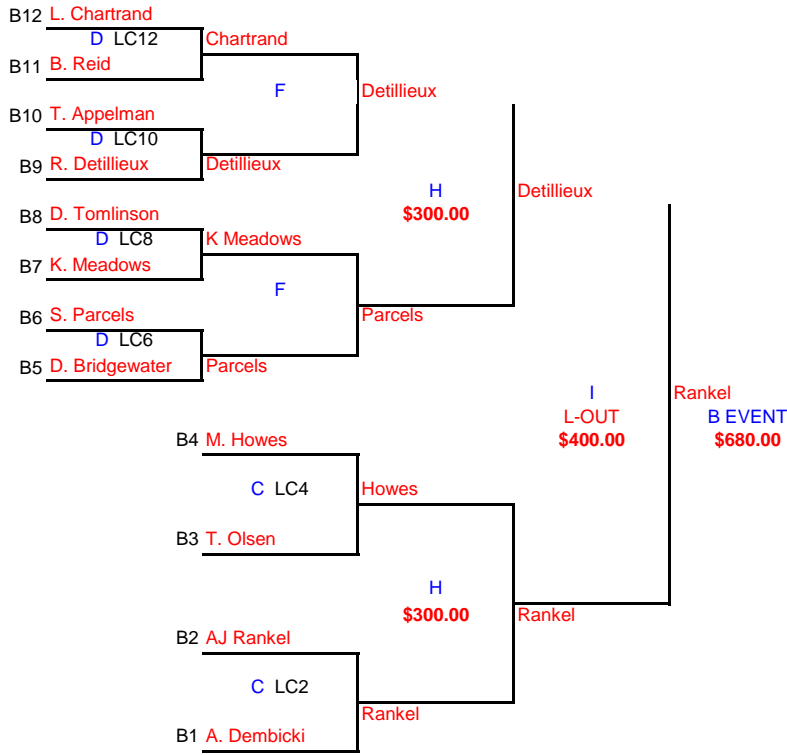 B12 L. Chartrand
D LC12 Chartrand
B11 B. Reid
F Detillieux
B10 T. Appelman
D LC10
B9 R. Detillieux Detillieux
H Detillieux
$300.00
B8 D. Tomlinson
D LC8 K Meadows
B7 K. Meadows
F
B6 S. Parcels Parcels
D LC6
B5 D. Bridgewater Parcels
I Rankel
L-OUT B EVENT
$400.00 $680.00
B4 M. Howes
C LC4 Howes
B3 T. Olsen
H
$300.00 Rankel
B2 AJ Rankel
C LC2
Rankel
B1 A. Dembicki